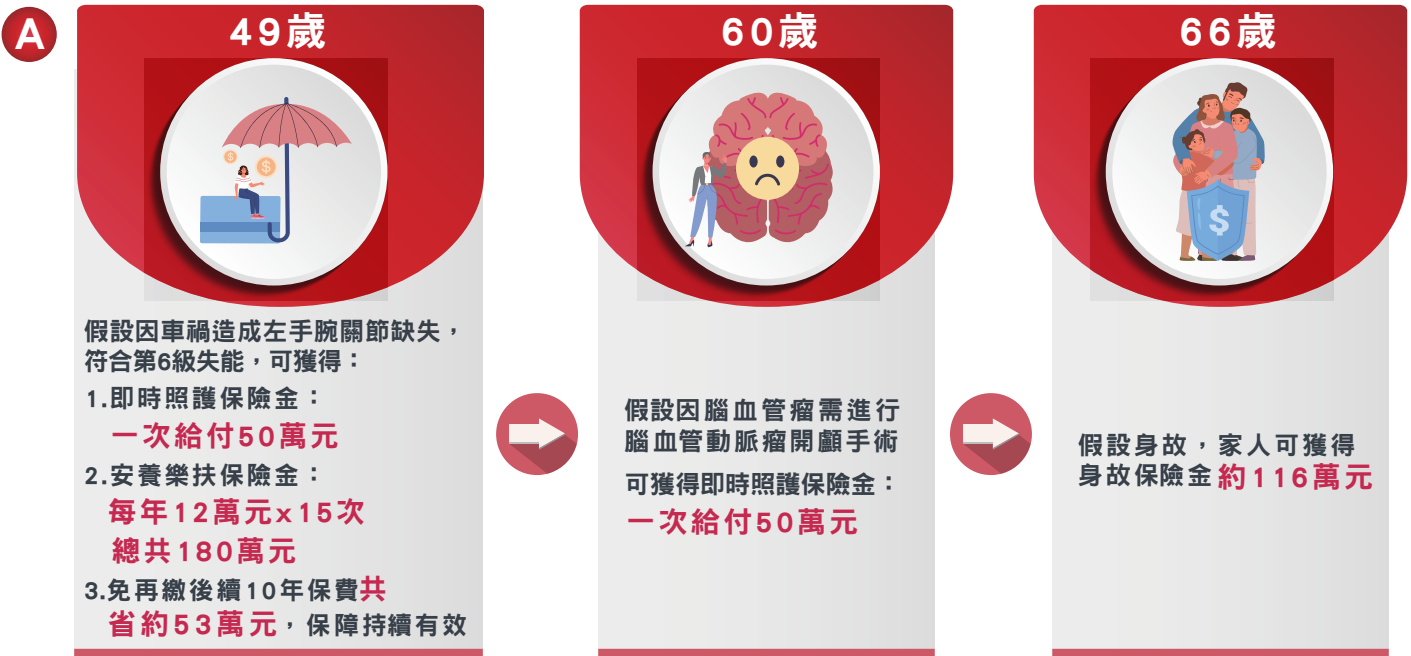 A
49歲
假設因車禍造成左手腕關節缺失，
符合第6級失能，可獲得：
1.即時照護保險金：
一次給付50萬元
2.安養樂扶保險金：
每年12萬元x15次
總共180萬元
3.免再繳後續10年保費共
省約53萬元，保障持續有效
60歲
假設因腦血管瘤需進行
腦血管動脈瘤開顱手術
可獲得即時照護保險金：
一次給付50萬元
66歲
$
假設身故，家人可獲得
身故保險金約116萬元